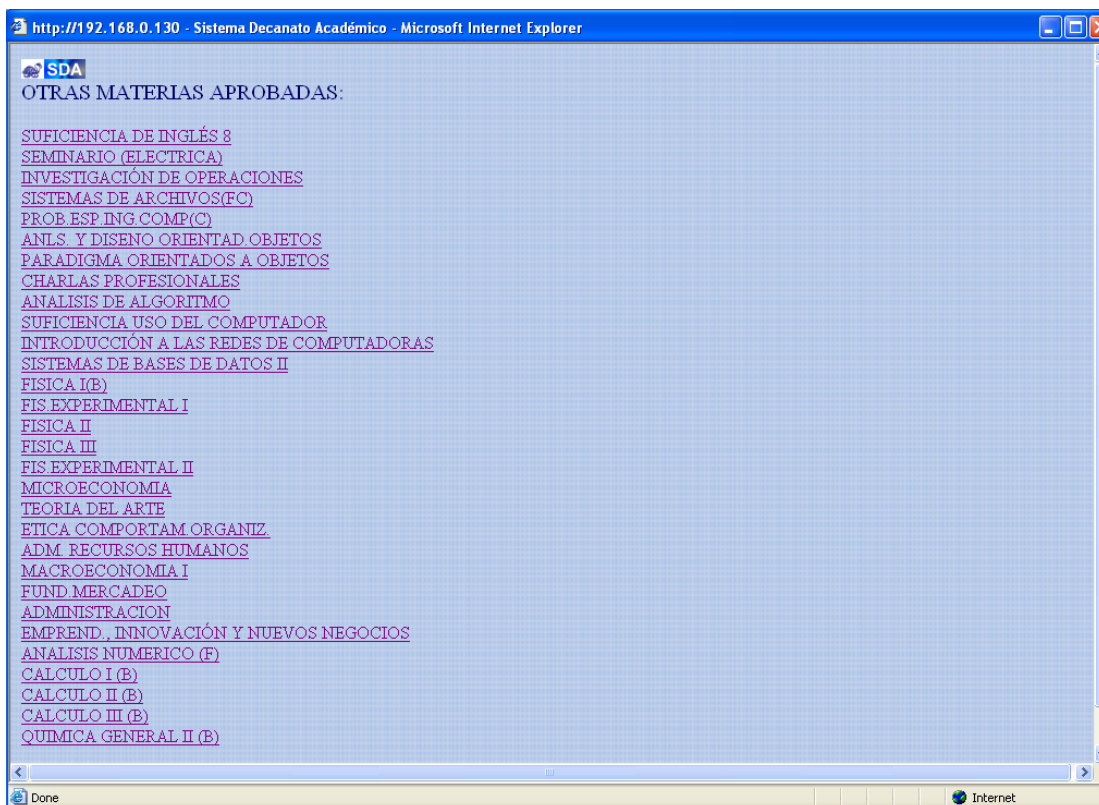 http://192.168.0.130 - Sistema Decanato Académico - Microsoft Internet Explorer
SDA
OTRAS MATERIAS APROBADAS:
SUFICIENCIA DE INGLÉS 8
SEMINARIO (ELECTRICA)
INVESTIGACIÓN DE OPERACIONES
SISTEMAS DE ARCHIVOS(FC)
PROB.ESP.ING.COMP(C)
ANLS. Y DISENO ORIENTAD.OBJETOS
PARADIGMA ORIENTADOS A OBJETOS
CHARLAS PROFESIONALES
ANALISIS DE ALGORITMO
SUFICIENCIA USO DEL COMPUTADOR
INTRODUCCIÓN A LAS REDES DE COMPUTADORAS
SISTEMAS DE BASES DE DATOS II
FISICA I(B)
FIS.EXPERIMENTAL I
FISICA II
FISICA III
FIS.EXPERIMENTAL II
MICROECONOMIA
TEORIA DEL ARTE
ETICA COMPORTAM.ORGANIZ.
ADM. RECURSOS HUMANOS
MACROECONOMIA I
FUND.MERCADEO
ADMINISTRACION
EMPREND., INNOVACIÓN Y NUEVOS NEGOCIOS
ANALISIS NUMERICO (F)
CALCULO I (B)
CALCULO II (B)
CALCULO III (B)
QUIMICA GENERAL II (B)
Done Internet